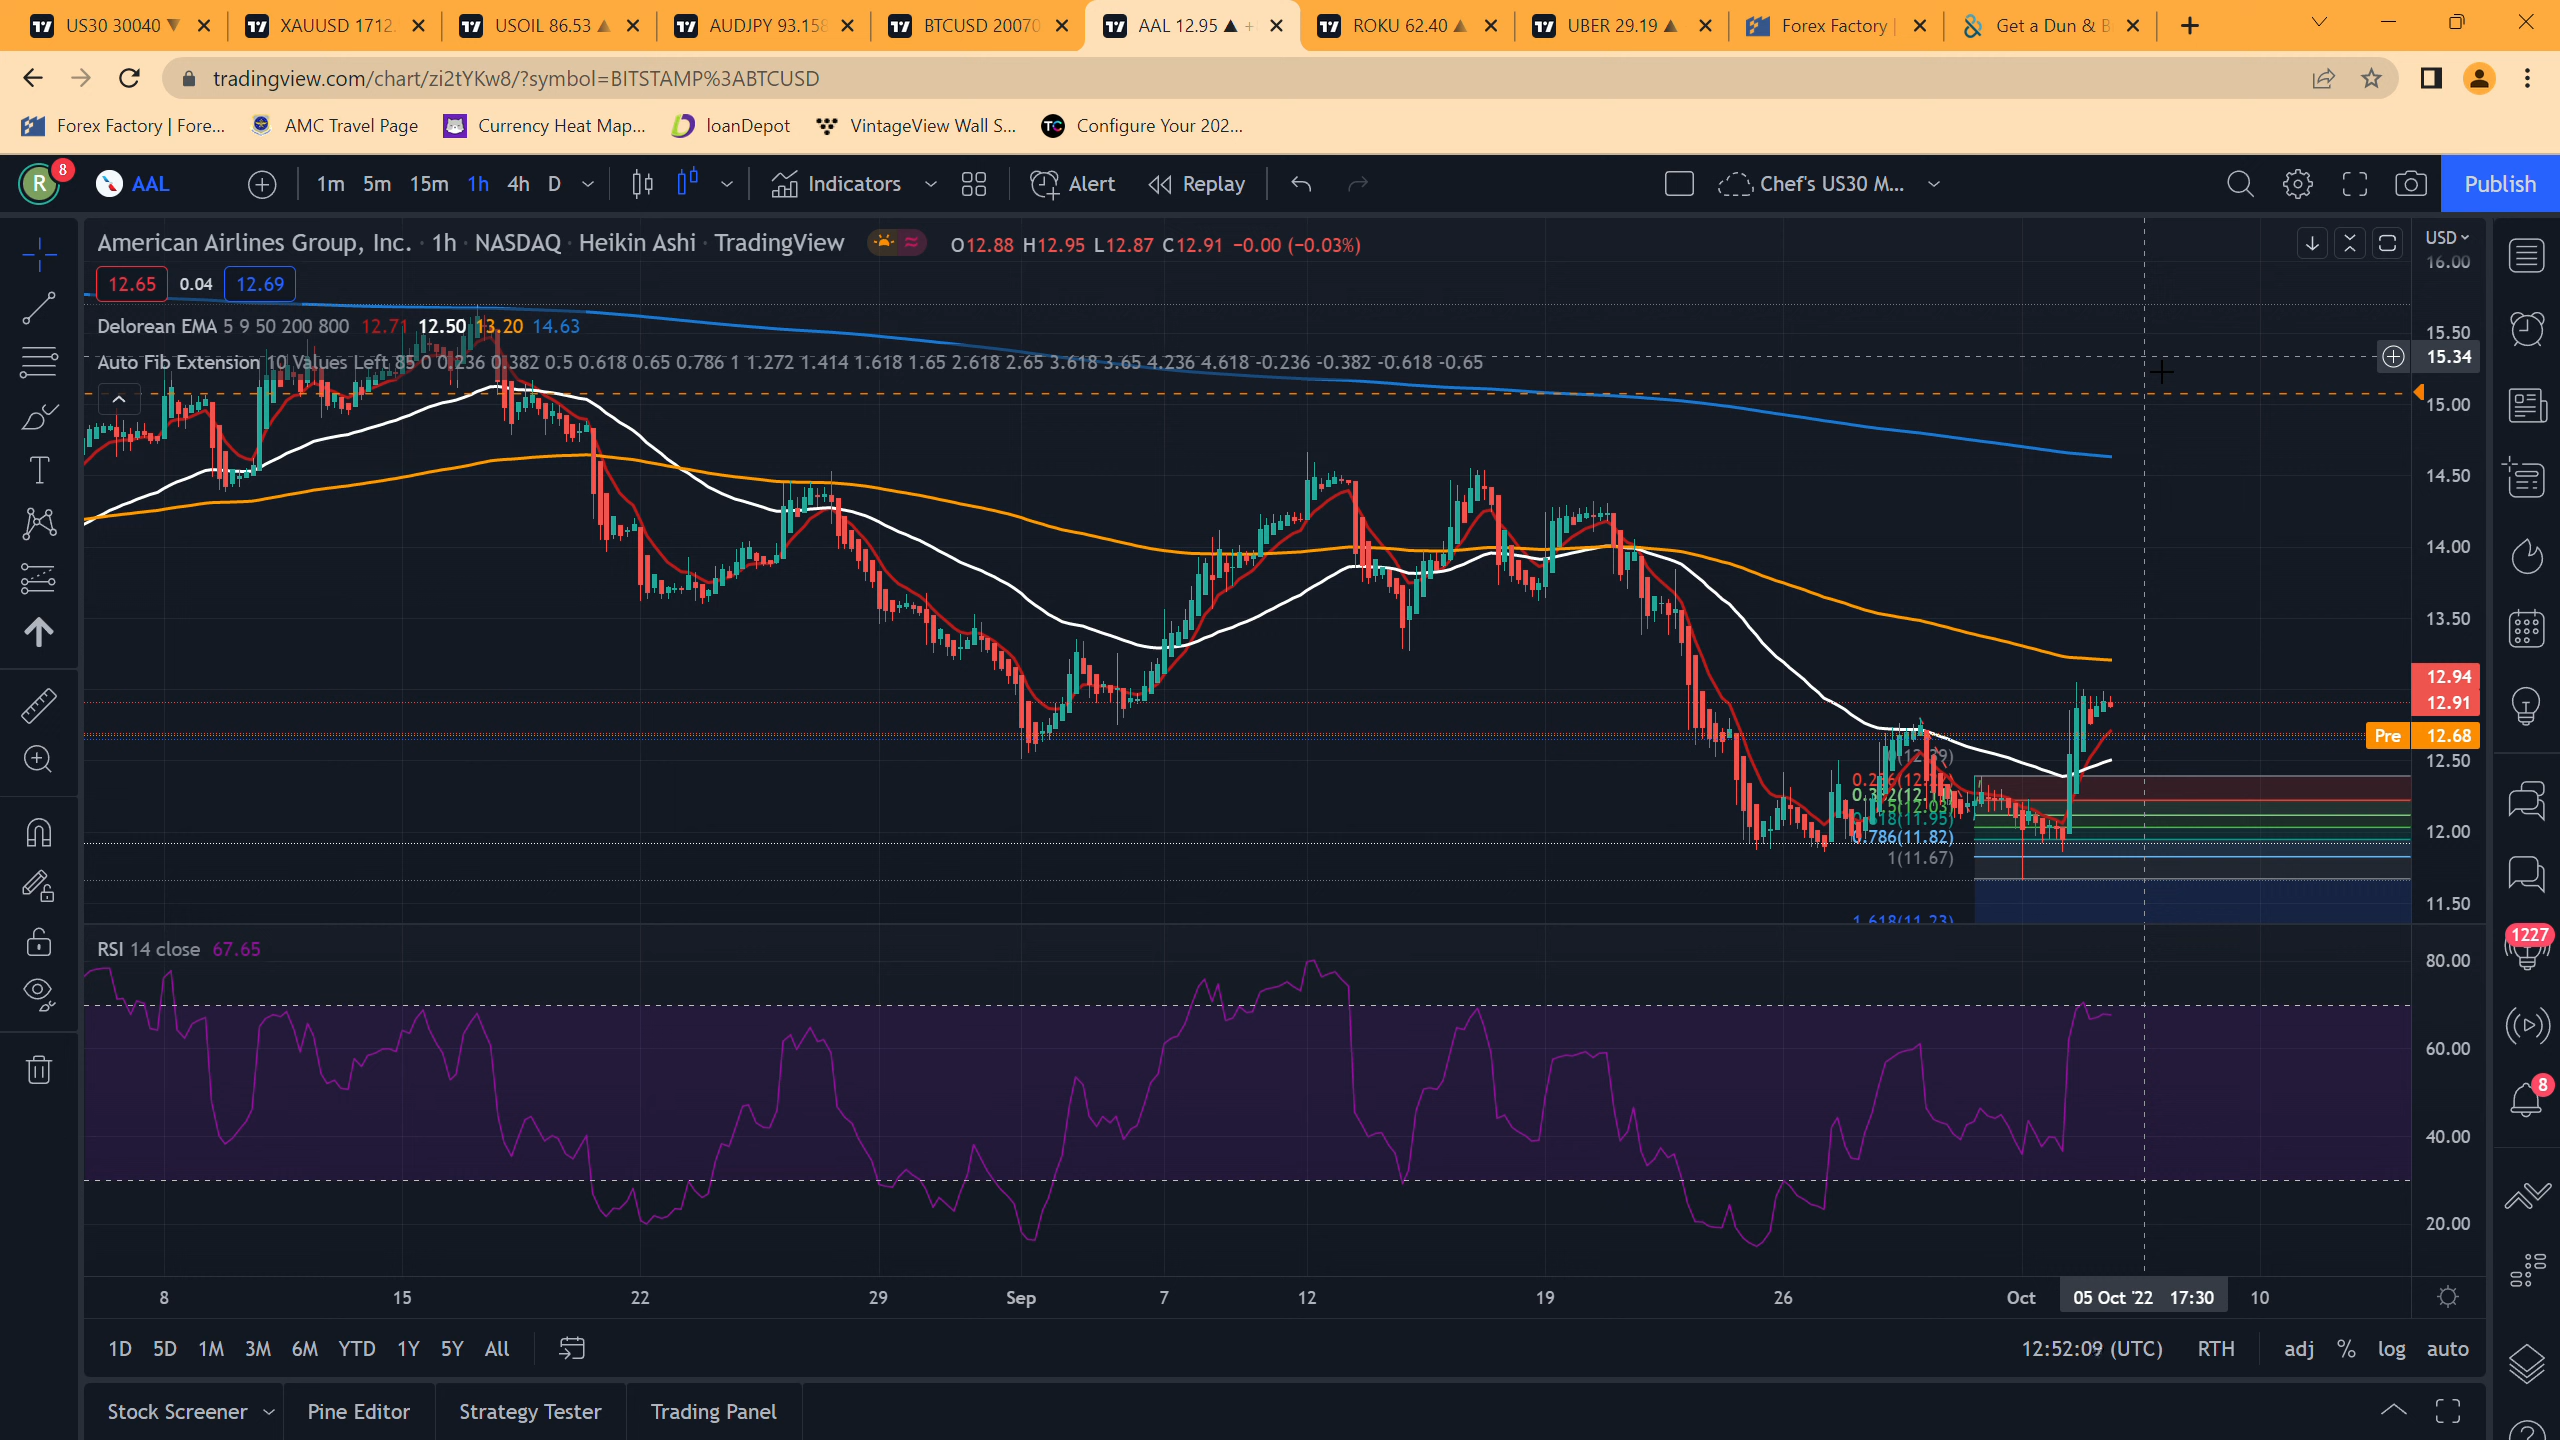 US30 30040 ▼ XAUUSD 1712. USOIL 86.53 ▲ AUDJPY 93.158 BTCUSD 20070 AAL 12.95 ▲ + ROKU 62.40 ▲ UBER 29.19 ▲ Forex Factory | Get a Dun & B
tradingview.com/chart/zi2tYKw8/?symbol=BITSTAMP%3ABTCUSD
Forex Factory | Fore... AMC Travel Page Currency Heat Map... loanDepot VintageView Wall S... Configure Your 202...
R 8 AAL 1m 5m 15m 1h 4h D Indicators Alert Replay Chef's US30 M... Publish
American Airlines Group, Inc. · 1h · NASDAQ · Heikin Ashi · TradingView O12.88 H12.95 L12.87 C12.91 −0.00 (−0.03%) USD
16.00
12.65 0.04 12.69
Delorean EMA 5 9 50 200 800 12.71 12.50 13.20 14.63
15.50
15.34
Auto Fib Extension 10 Values Left 85 0 0.236 0.382 0.5 0.618 0.65 0.786 1 1.272 1.414 1.618 1.65 2.618 2.65 3.618 3.65 4.236 4.618 -0.236 -0.382 -0.618 -0.65
15.00
14.50
14.00
13.50
12.94
12.91
Pre 12.68
12.50
0.786(11.82)
12.00
1(11.67)
11.50
1.618(11.23)
RSI 14 close 67.65
1227
80.00
60.00
8
40.00
20.00
8 15 22 29 Sep 7 12 19 26 Oct 05 Oct '22 17:30 10
1D 5D 1M 3M 6M YTD 1Y 5Y All 12:52:09 (UTC) RTH adj % log auto
Stock Screener Pine Editor Strategy Tester Trading Panel